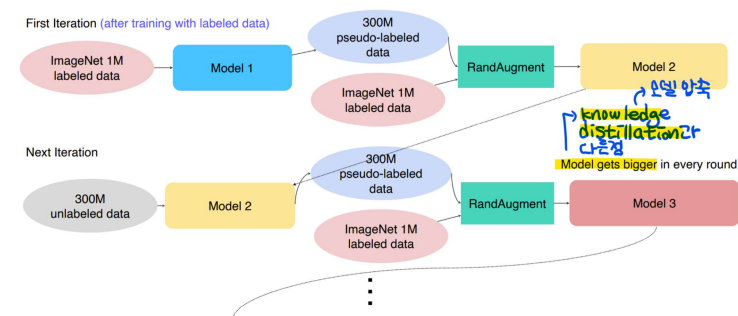 First Iteration (after training with labeled data)
300M
pseudo-labeled
data
ImageNet 1M
labeled data
Model 1
RandAugment
Model 2
ImageNet 1M
labeled data
모델 압축
knowledge
distillation과
다른점
Model gets bigger in every round
Next Iteration
300M
pseudo-labeled
data
300M
unlabeled data
Model 2
RandAugment
Model 3
ImageNet 1M
labeled data